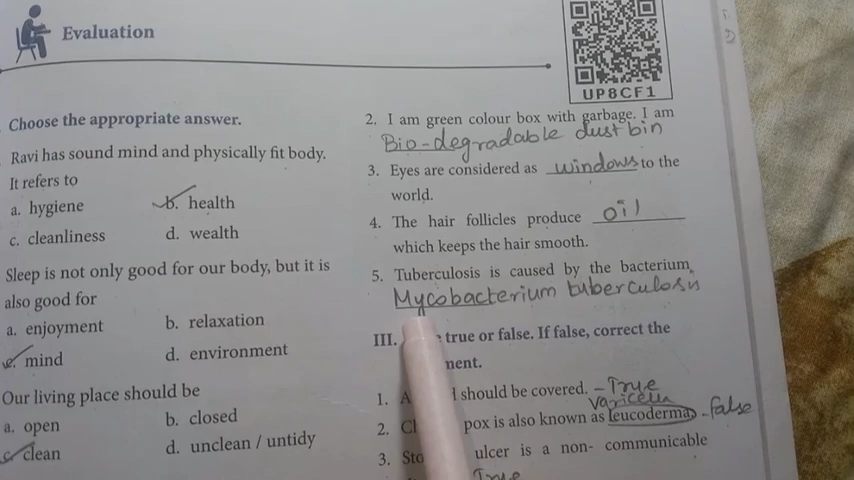 Evaluation
UP8CF1
Choose the appropriate answer.
Ravi has sound mind and physically fit body.
It refers to
a. hygiene b. health
c. cleanliness d. wealth
Sleep is not only good for our body, but it is
also good for
a. enjoyment b. relaxation
c. mind d. environment
Our living place should be
a. open b. closed
c. clean d. unclean / untidy
2. I am green colour box with garbage. I am
Bio-degradable dustbin
3. Eyes are considered as windows to the
world.
4. The hair follicles produce oil
which keeps the hair smooth.
5. Tuberculosis is caused by the bacterium
Mycobacterium tuberculosis
III. true or false. If false, correct the
1. should be covered. - True
Varicella
2. pox is also known as leucoderma - false
3. ulcer is a non- communicable
True